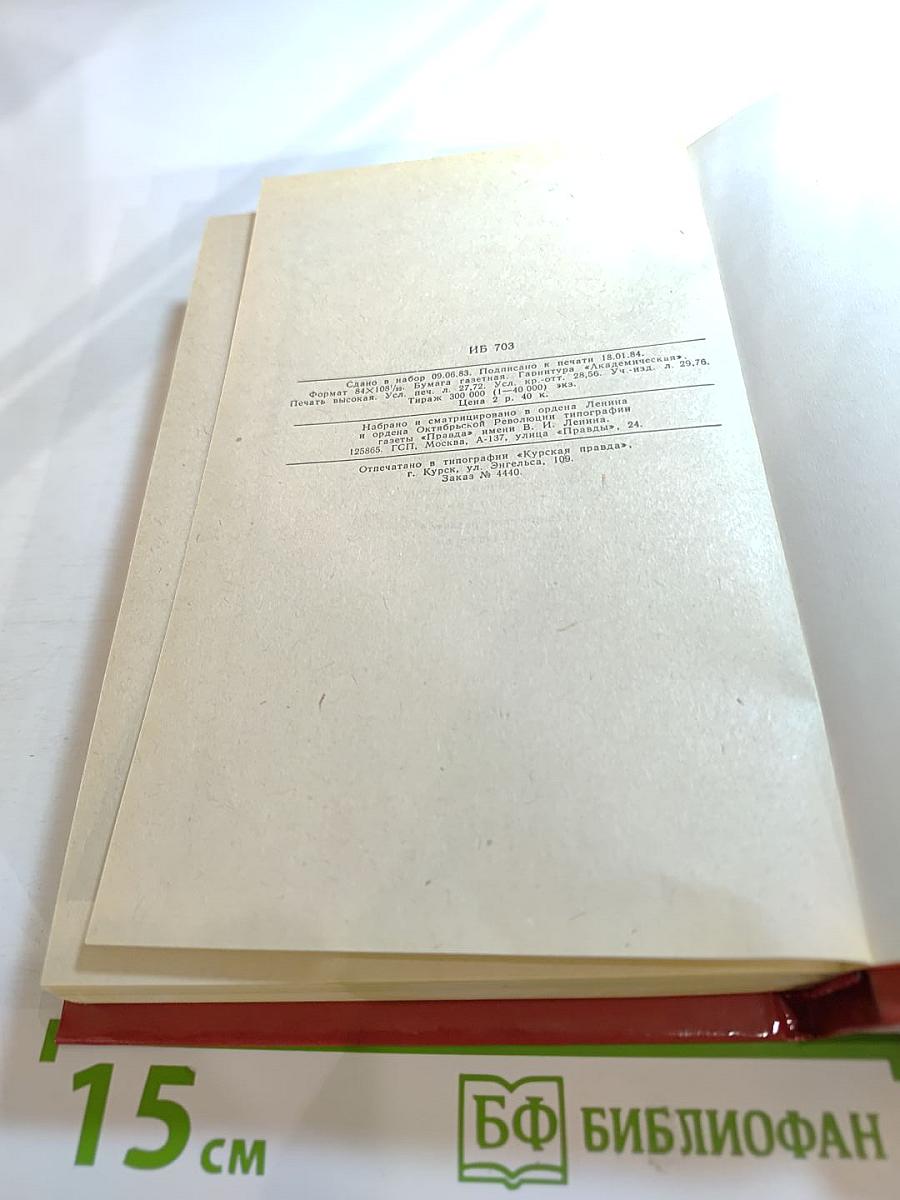 ИБ 703
Сдано в набор 09.06.83. Подписано к печати 18.01.84.
Формат 84×108¹/₃₂. Бумага газетная. Гарнитура «Академическая».
Печать высокая. Усл. печ. л. 27,72. Усл. кр.-отт. 28,56. Уч.-изд. л. 29,76.
Тираж 300 000 (1—40 000) экз.
Цена 2 р. 40 к.
Набрано и сматрицировано в ордена Ленина
и ордена Октябрьской Революции типографии
газеты «Правда» имени В. И. Ленина.
125865. ГСП, Москва, А-137, улица «Правды», 24.
Отпечатано в типографии «Курская правда»,
г. Курск, ул. Энгельса, 109.
Заказ № 4440.
15 см
БФ БИБЛИОФАН